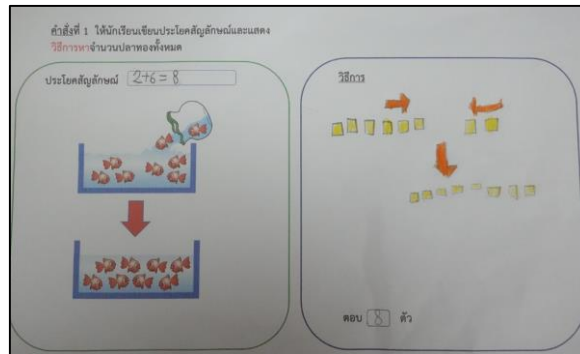 คำสั่งที่ 1 ให้นักเรียนเขียนประโยคสัญลักษณ์และแสดง
วิธีการหาจำนวนปลาทองทั้งหมด
ประโยคสัญลักษณ์ 2+6=8
วิธีการ
ตอบ 8 ตัว